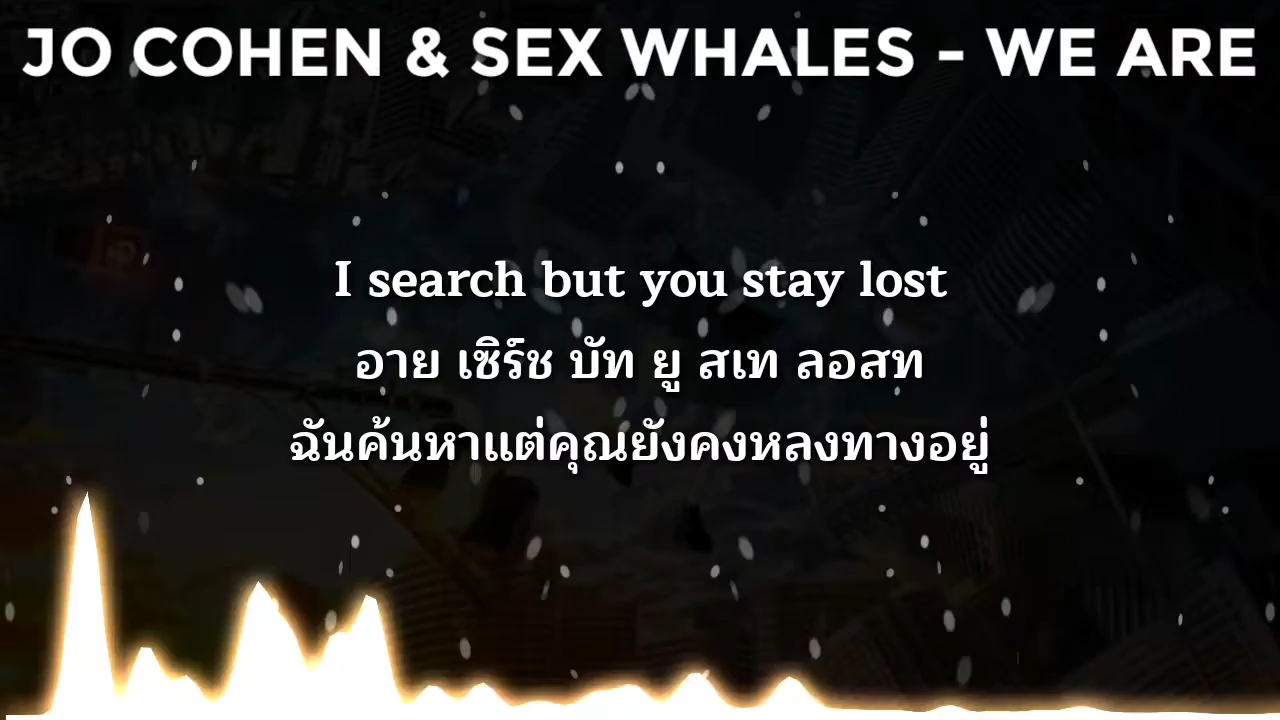 JO COHEN & SEX WHALES - WE ARE
I search but you stay lost
อาย เซิร์ช บัท ยู สเท ลอสท
ฉันค้นหาแต่คุณยังคงหลงทางอยู่